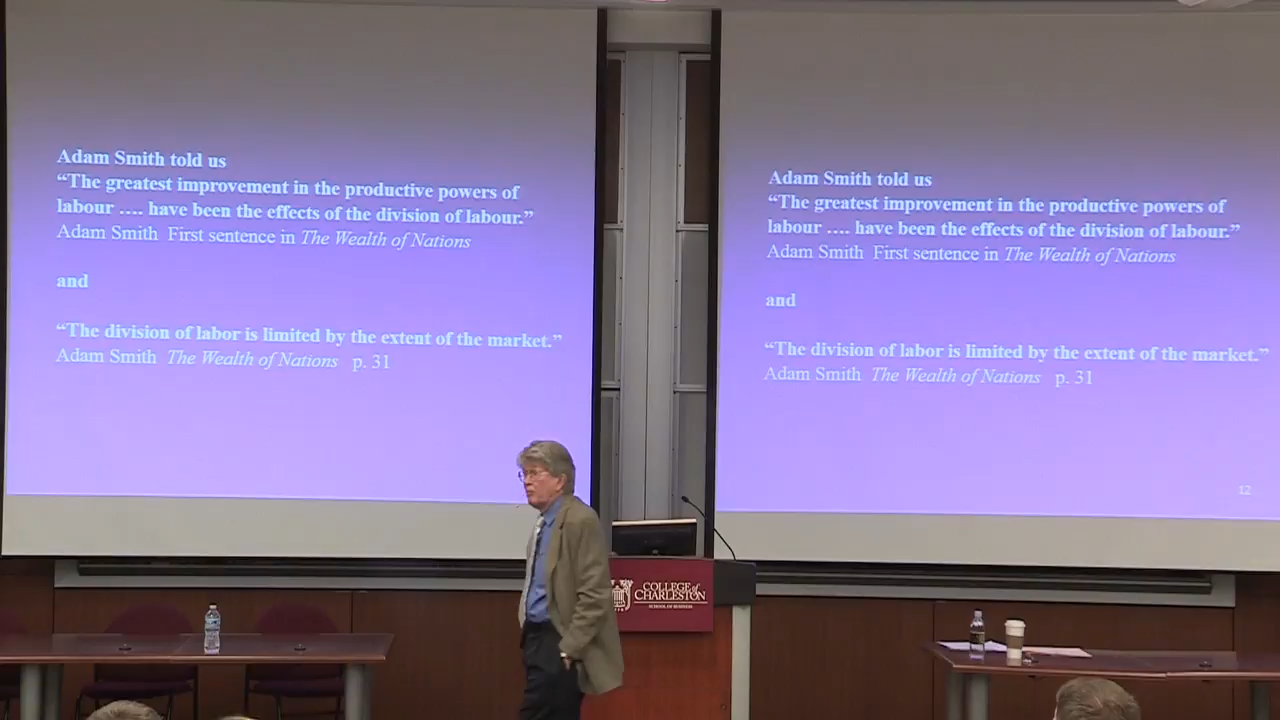 Adam Smith told us
“The greatest improvement in the productive powers of
labour …. have been the effects of the division of labour.”
Adam Smith First sentence in The Wealth of Nations
and
“The division of labor is limited by the extent of the market.”
Adam Smith The Wealth of Nations p. 31
Adam Smith told us
“The greatest improvement in the productive powers of
labour …. have been the effects of the division of labour.”
Adam Smith First sentence in The Wealth of Nations
and
“The division of labor is limited by the extent of the market.”
Adam Smith The Wealth of Nations p. 31
12
COLLEGE of
CHARLESTON
SCHOOL OF BUSINESS